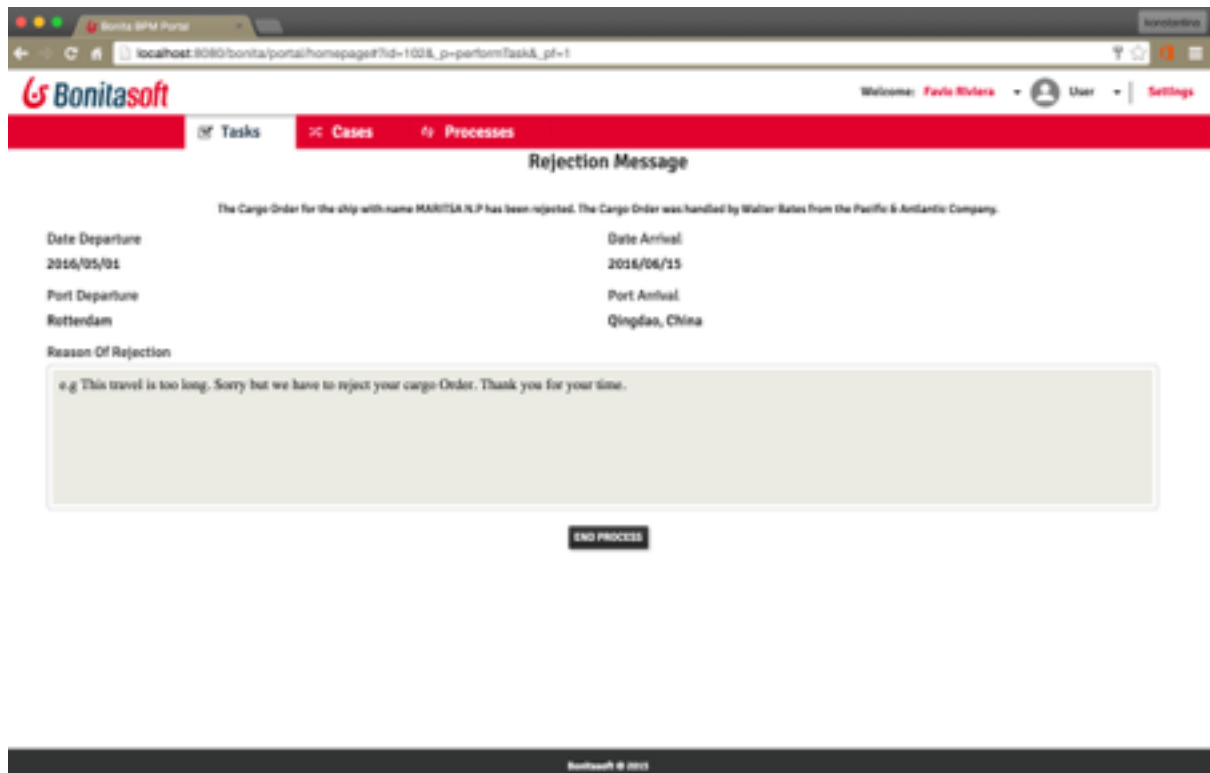 Bonita BPM Portal
konstantina
localhost:8080/bonita/portal/homepage#?id=102&_p=performTask&_pf=1
Bonitasoft
Welcome: Favio Riviera
User
Settings
Tasks
Cases
Processes
Rejection Message
The Cargo Order for the ship with name MARITSA N.P has been rejected. The Cargo Order was handled by Walter Bates from the Pacific & Antlantic Company.
Date Departure
Date Arrival
2016/05/01
2016/06/15
Port Departure
Port Arrival
Rotterdam
Qingdao, China
Reason Of Rejection
e.g This travel is too long. Sorry but we have to reject your cargo Order. Thank you for your time.
END PROCESS
Bonitasoft © 2015